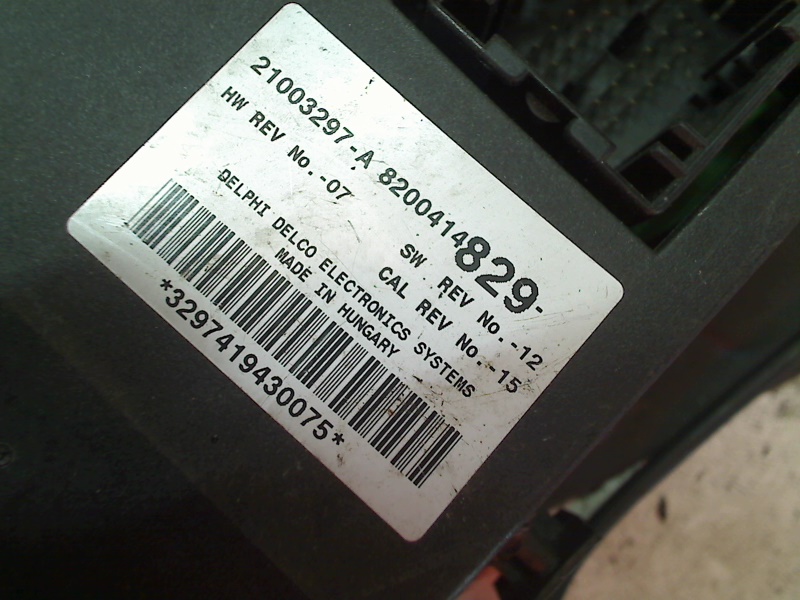 21003297-A 8200414829-
HW REV No.-07 SW REV No.-12
CAL REV No.-15
DELPHI DELCO ELECTRONICS SYSTEMS
MADE IN HUNGARY
*3297419430075*